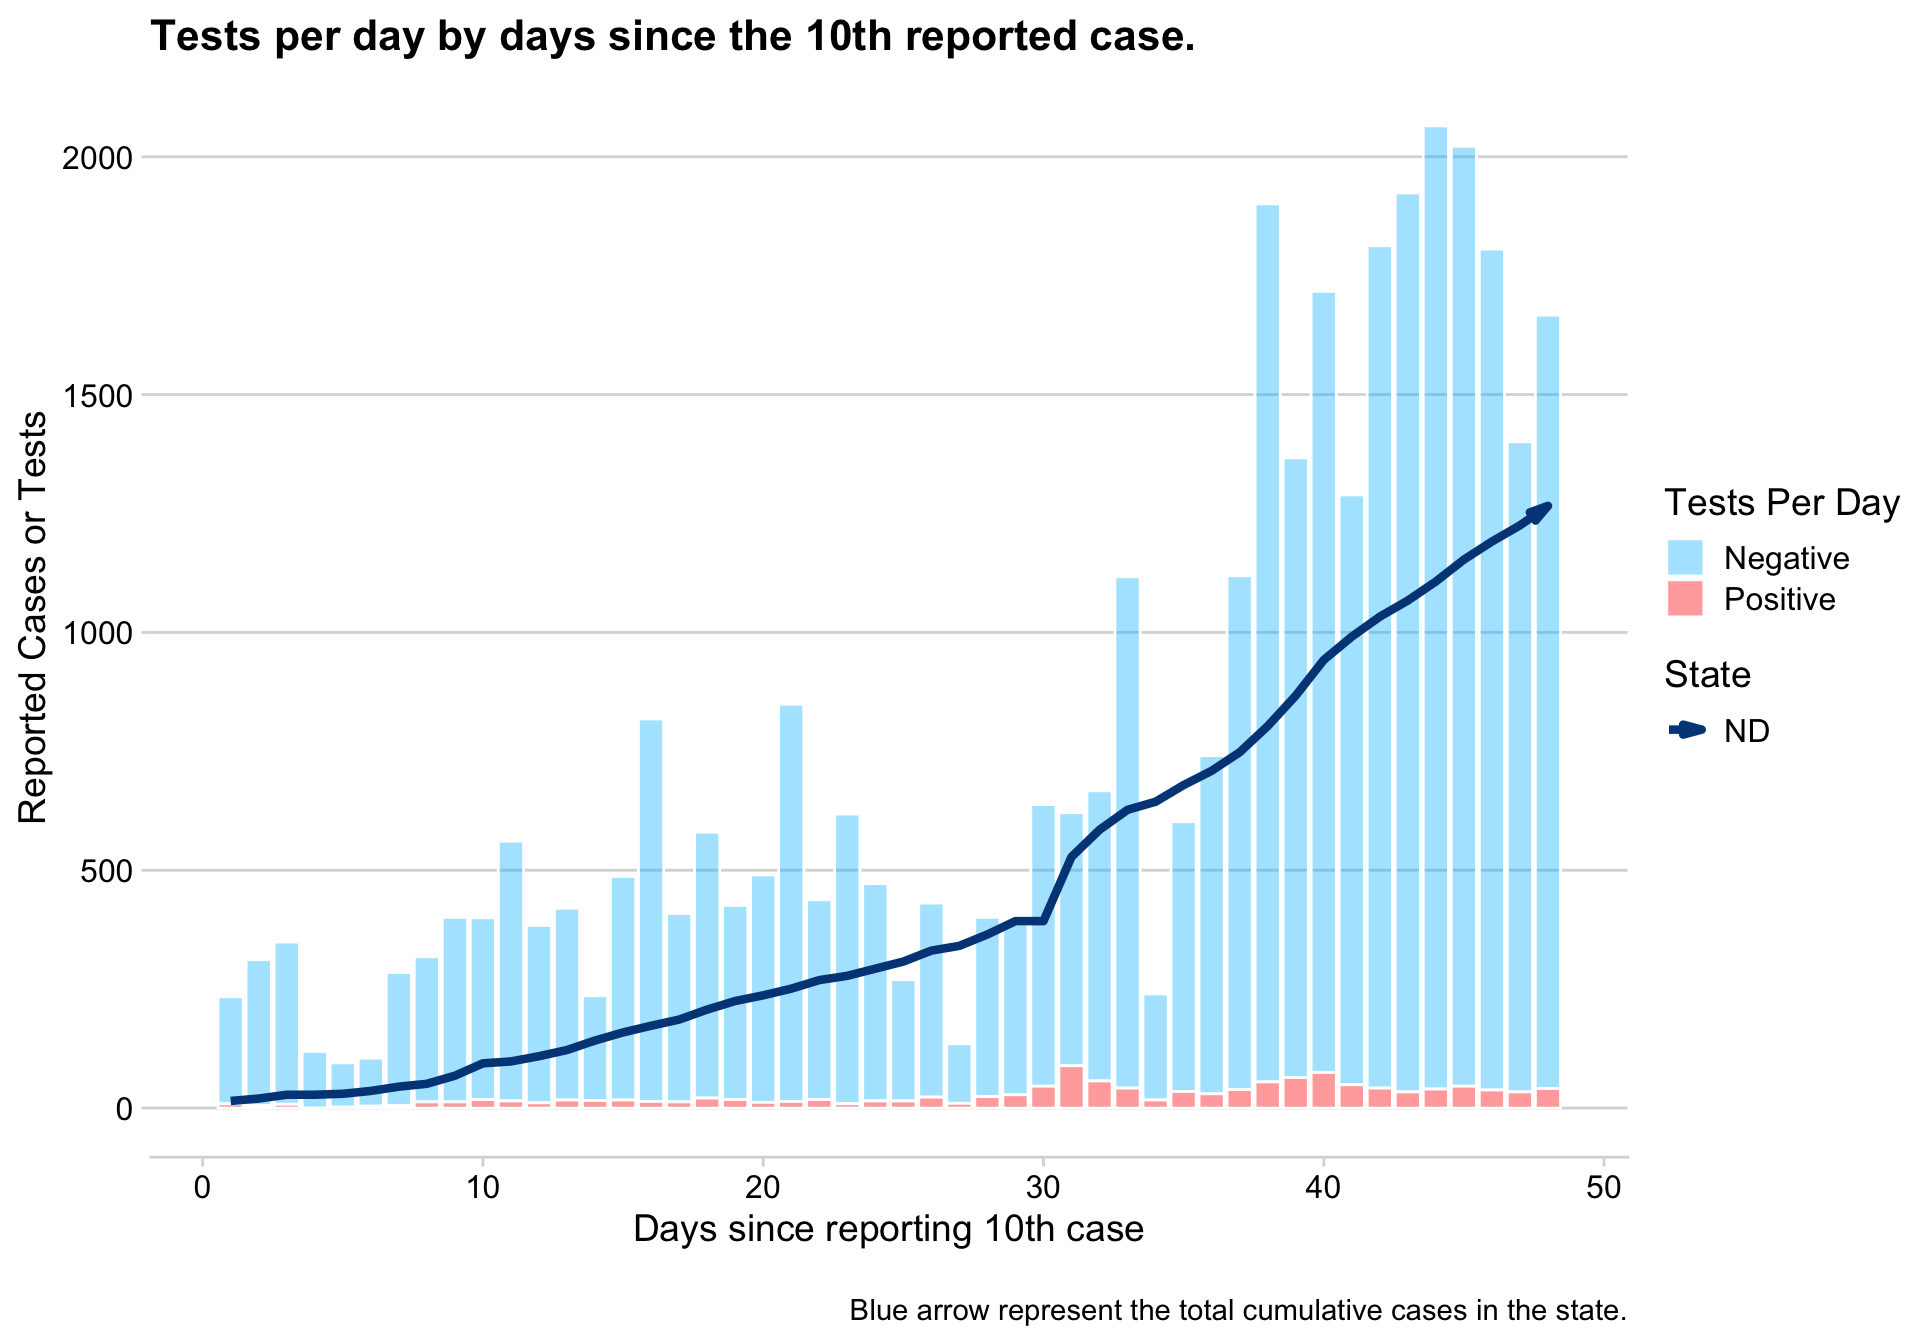 Tests per day by days since the 10th reported case.
2000
1500
1000
500
0
Reported Cases or Tests
0 10 20 30 40 50
Days since reporting 10th case
Tests Per Day
Negative
Positive
State
ND
Blue arrow represent the total cumulative cases in the state.